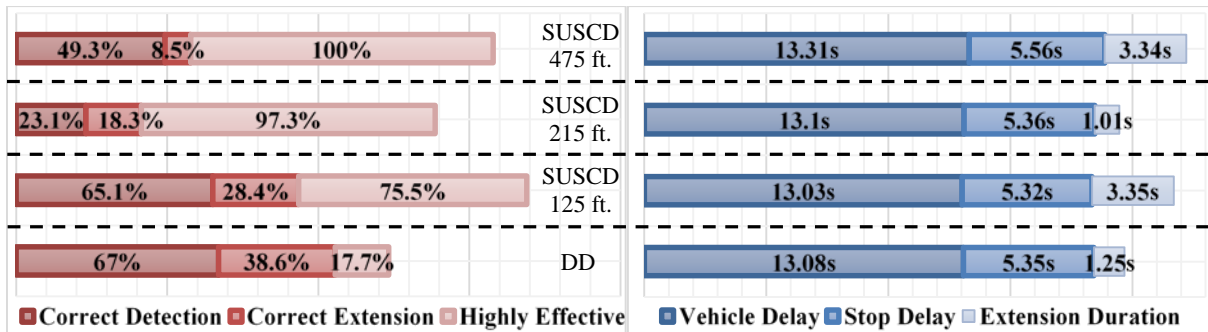 49.3% 8.5% 100% SUSCD 475 ft. 13.31s 5.56s 3.34s
23.1% 18.3% 97.3% SUSCD 215 ft. 13.1s 5.36s 1.01s
65.1% 28.4% 75.5% SUSCD 125 ft. 13.03s 5.32s 3.35s
67% 38.6% 17.7% DD 13.08s 5.35s 1.25s
Correct Detection Correct Extension Highly Effective Vehicle Delay Stop Delay Extension Duration